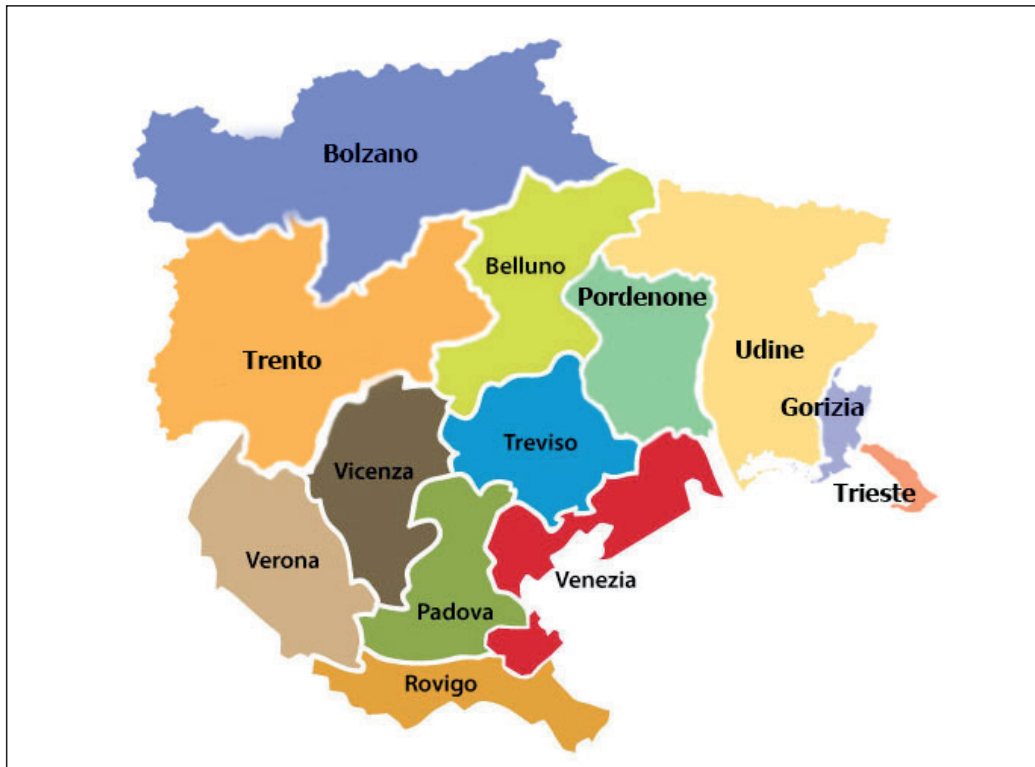 Bolzano
Belluno
Pordenone
Trento
Udine
Gorizia
Treviso
Vicenza
Trieste
Verona
Venezia
Padova
Rovigo